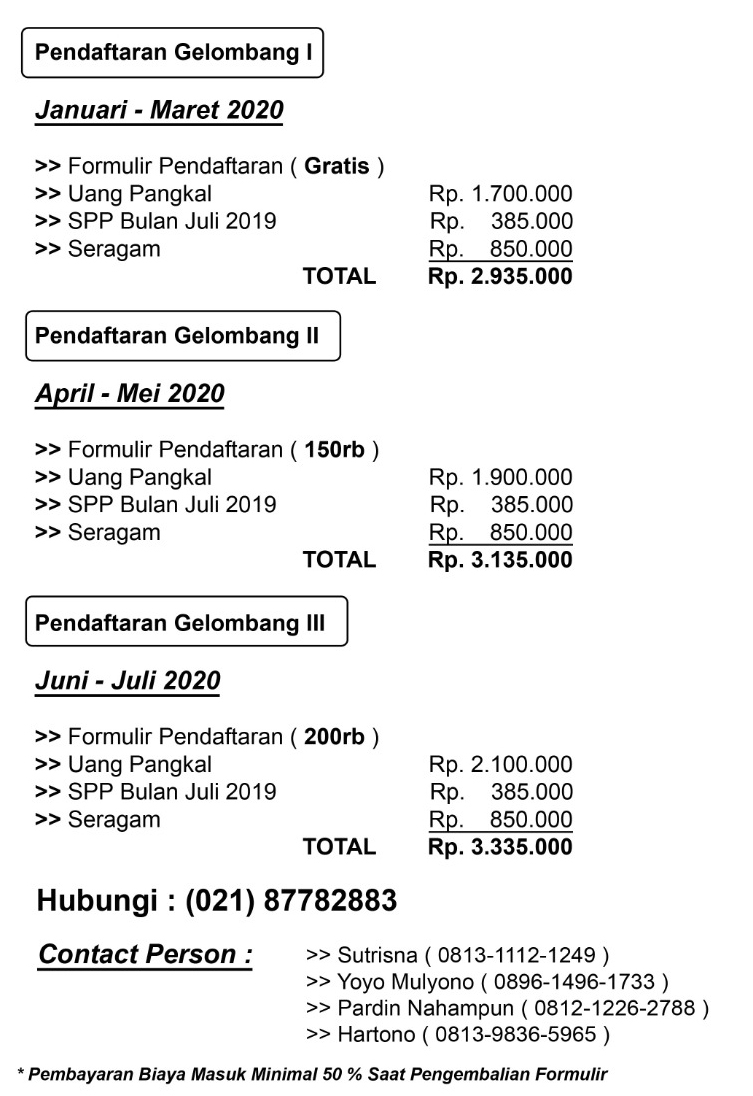 Pendaftaran Gelombang I
Januari - Maret 2020
>> Formulir Pendaftaran ( Gratis )
>> Uang Pangkal Rp. 1.700.000
>> SPP Bulan Juli 2019 Rp. 385.000
>> Seragam Rp. 850.000
TOTAL Rp. 2.935.000
Pendaftaran Gelombang II
April - Mei 2020
>> Formulir Pendaftaran ( 150rb )
>> Uang Pangkal Rp. 1.900.000
>> SPP Bulan Juli 2019 Rp. 385.000
>> Seragam Rp. 850.000
TOTAL Rp. 3.135.000
Pendaftaran Gelombang III
Juni - Juli 2020
>> Formulir Pendaftaran ( 200rb )
>> Uang Pangkal Rp. 2.100.000
>> SPP Bulan Juli 2019 Rp. 385.000
>> Seragam Rp. 850.000
TOTAL Rp. 3.335.000
Hubungi : (021) 87782883
Contact Person : >> Sutrisna ( 0813-1112-1249 )
>> Yoyo Mulyono ( 0896-1496-1733 )
>> Pardin Nahampun ( 0812-1226-2788 )
>> Hartono ( 0813-9836-5965 )
* Pembayaran Biaya Masuk Minimal 50 % Saat Pengembalian Formulir